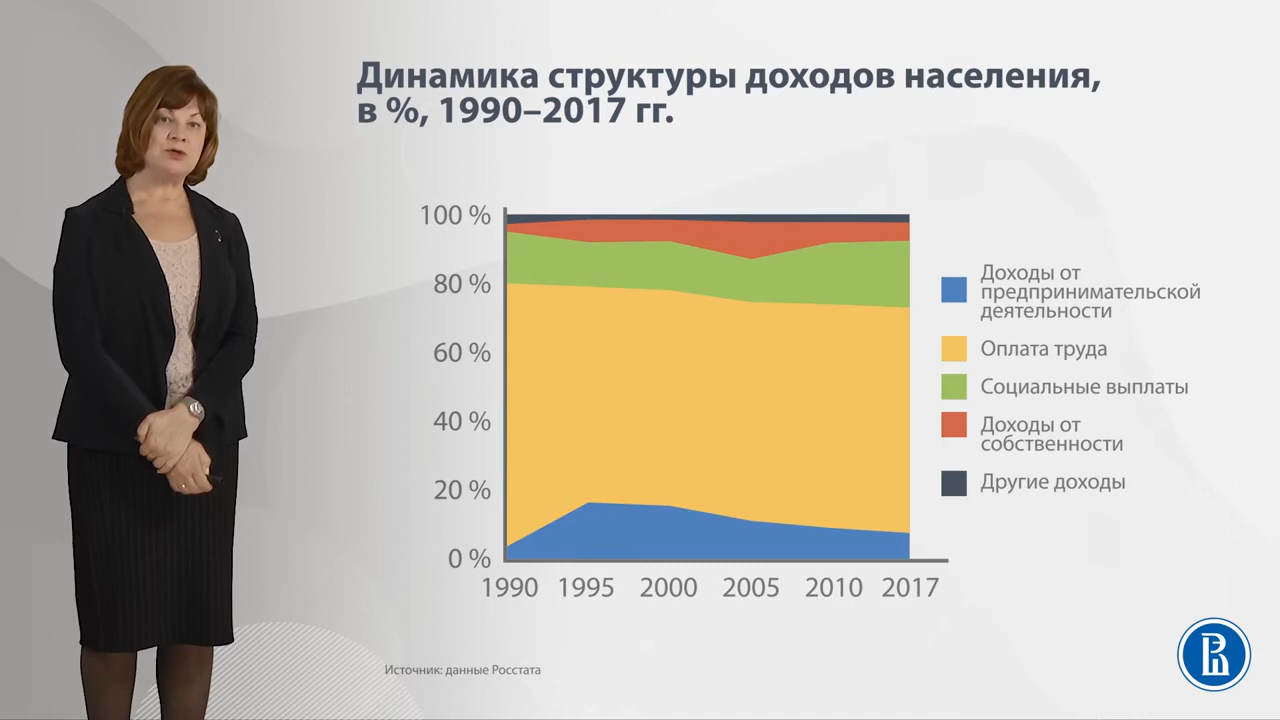 Динамика структуры доходов населения,
в %, 1990–2017 гг.
100 %
80 %
60 %
40 %
20 %
0 %
1990 1995 2000 2005 2010 2017
Доходы от
предпринимательской
деятельности
Оплата труда
Социальные выплаты
Доходы от
собственности
Другие доходы
Источник: данные Росстата